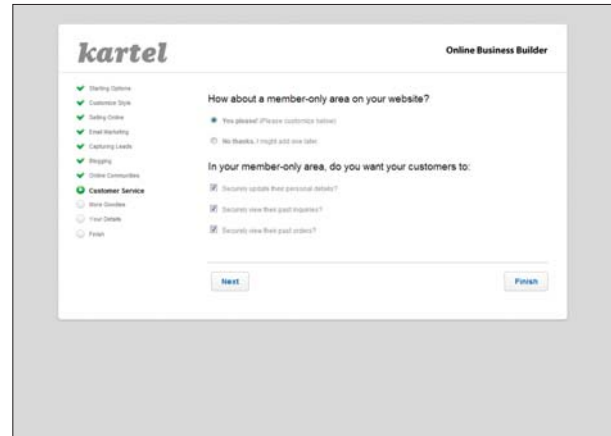 kartel
Online Business Builder
Starting Options
Customize Style
Selling Online
Email Marketing
Capturing Leads
Blogging
Online Communities
Customer Service
More Goodies
Your Details
Finish
How about a member-only area on your website?
Yes please! (Please customize below)
No thanks, I might add one later.
In your member-only area, do you want your customers to:
Securely update their personal details?
Securely view their past inquiries?
Securely view their past orders?
Next
Finish